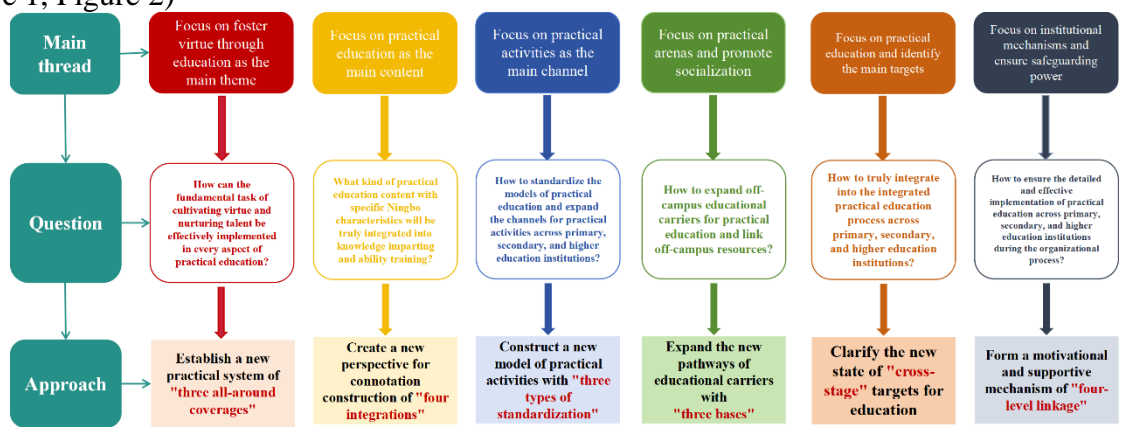 e 1, Figure 2)
Main
thread
Focus on foster
virtue through
education as the
main theme
Focus on practical
education as the
main content
Focus on practical
activities as the
main channel
Focus on practical
arenas and promote
socialization
Focus on practical
education and identify
the main targets
Focus on institutional
mechanisms and
ensure safeguarding
power
Question
How can the
fundamental task of
cultivating virtue and
nurturing talent be
effectively implemented
in every aspect of
practical education?
What kind of practical
education content with
specific Ningbo
characteristics will be
truly integrated into
knowledge imparting
and ability training?
How to standardize the
models of practical
education and expand
the channels for practical
activities across primary,
secondary, and higher
education institutions?
How to expand off-
campus educational
carriers for practical
education and link
off-campus resources?
How to truly integrate
into the integrated
practical education
process across
primary, secondary,
and higher education
institutions?
How to ensure the detailed
and effective
implementation of practical
education across primary,
secondary, and higher
education institutions
during the organizational
process?
Approach
Establish a new
practical system of
"three all-around
coverages"
Create a new
perspective for
connotation
construction of "four
integrations"
Construct a new
model of practical
activities with "three
types of
standardization"
Expand the new
pathways of
educational carriers
with
"three bases"
Clarify the new
state of "cross-
stage" targets for
education
Form a motivational
and supportive
mechanism of "four-
level linkage"